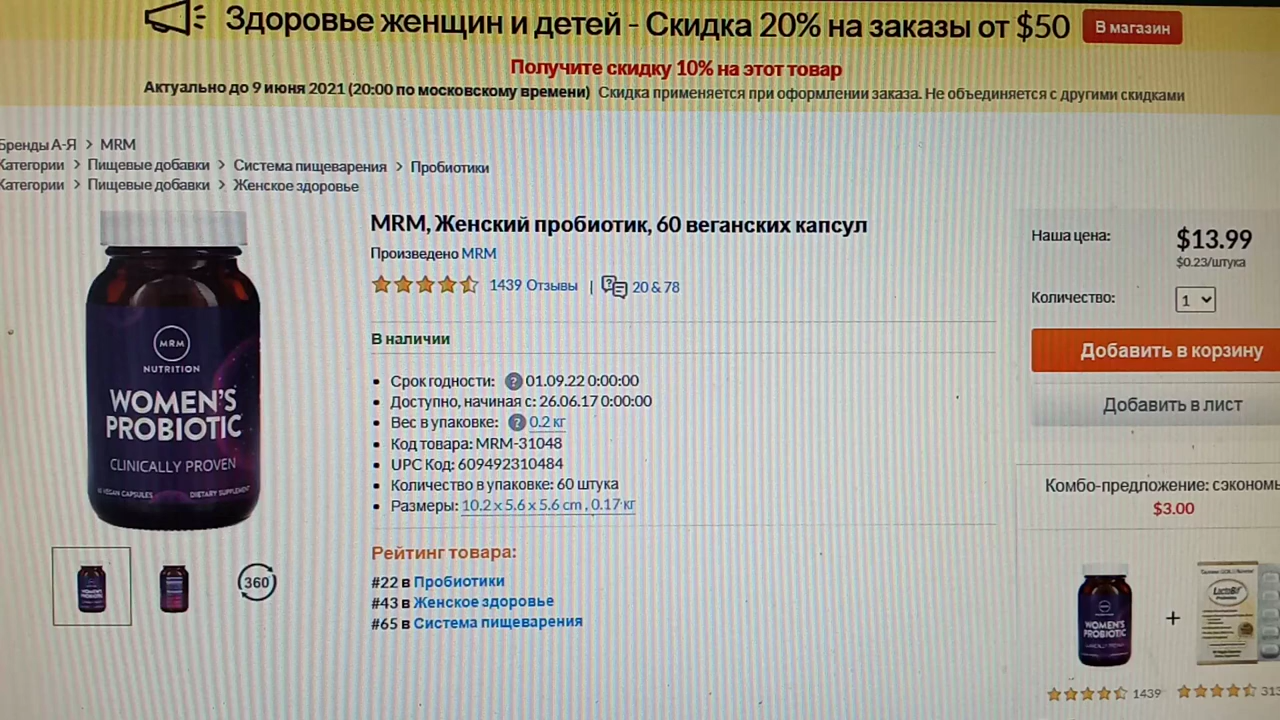 Здоровье женщин и детей - Скидка 20% на заказы от $50 В магазин
Получите скидку 10% на этот товар
Актуально до 9 июня 2021 (20:00 по московскому времени) Скидка применяется при оформлении заказа. Не объединяется с другими скидками
Бренды А-Я > MRM
Категории > Пищевые добавки > Система пищеварения > Пробиотики
Категории > Пищевые добавки > Женское здоровье
MRM
NUTRITION
WOMEN'S
PROBIOTIC
CLINICALLY PROVEN
VEGAN CAPSULES DIETARY SUPPLEMENT
360
MRM, Женский пробиотик, 60 веганских капсул
Произведено MRM
1439 Отзывы | 20 & 78
В наличии
Срок годности: ? 01.09.22 0:00:00
Доступно, начиная с: 26.06.17 0:00:00
Вес в упаковке: ? 0.2 кг
Код товара: MRM-31048
UPC Код: 609492310484
Количество в упаковке: 60 штука
Размеры: 10.2 x 5.6 x 5.6 cm , 0.17 кг
Рейтинг товара:
#22 в Пробиотики
#43 в Женское здоровье
#65 в Система пищеварения
Наша цена: $13.99
$0.23/штука
Количество: 1
Добавить в корзину
Добавить в лист
Комбо-предложение: сэкономь
$3.00
WOMEN'S
PROBIOTIC
+
LactoBif
1439 313